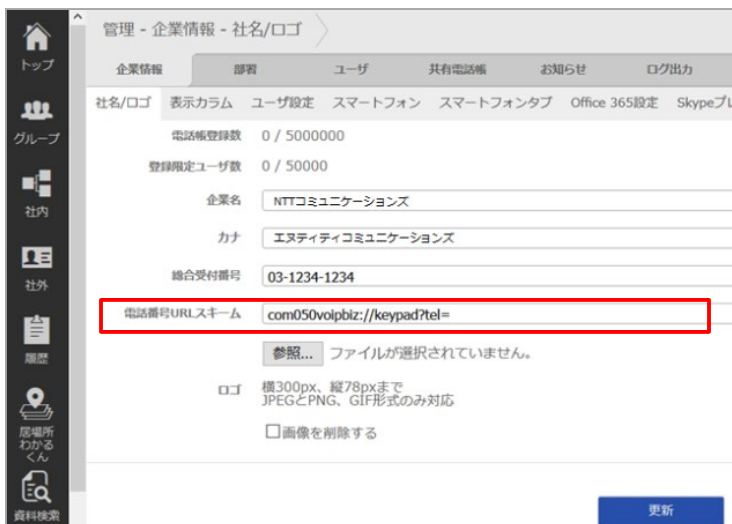 管理 - 企業情報 - 社名/ロゴ
トップ
グループ
社内
社外
履歴
居場所
わかる
くん
資料検索
企業情報 部署 ユーザ 共有電話帳 お知らせ ログ出力
社名/ロゴ 表示カラム ユーザ設定 スマートフォン スマートフォンタブ Office 365設定 Skypeプレ
電話帳登録数 0 / 5000000
登録限定ユーザ数 0 / 50000
企業名 NTTコミュニケーションズ
カナ エヌティティコミュニケーションズ
総合受付番号 03-1234-1234
電話番号URLスキーム com050voipbiz://keypad?tel=
参照... ファイルが選択されていません。
ロゴ 横300px、縦78pxまで
JPEGとPNG、GIF形式のみ対応
画像を削除する
更新